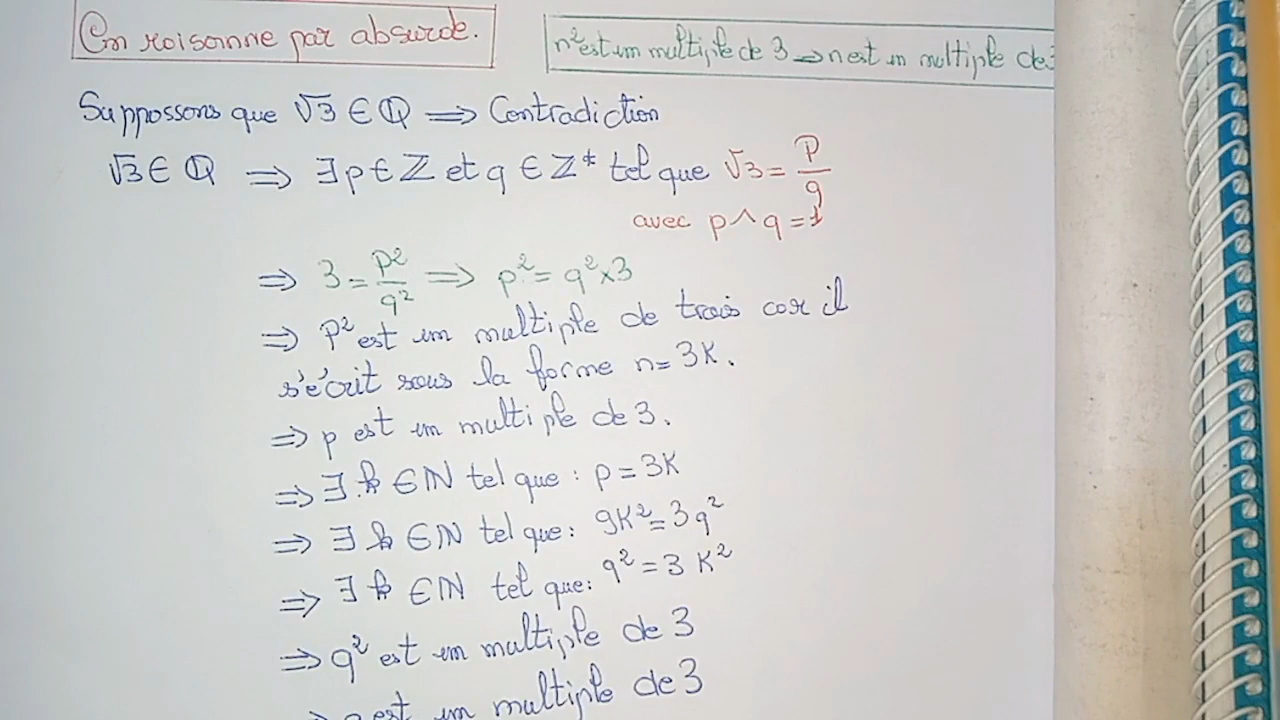 On raisonne par absurde.
n² est un multiple de 3 → n est un multiple de 3
Suppossons que √3 ∈ ℚ ⟹ Contradiction
√3 ∈ ℚ ⟹ ∃ p ∈ ℤ et q ∈ ℤ* tel que √3 = p/q
avec p ∧ q = 1
⟹ 3 = p²/q² ⟹ p² = q² × 3
⟹ p² est un multiple de trois car il
s'écrit sous la forme n = 3K.
⟹ p est un multiple de 3.
⟹ ∃ k ∈ ℕ tel que : p = 3K
⟹ ∃ k ∈ ℕ tel que : 9K² = 3q²
⟹ ∃ k ∈ ℕ tel que : q² = 3K²
⟹ q² est un multiple de 3
⟹ q est un multiple de 3